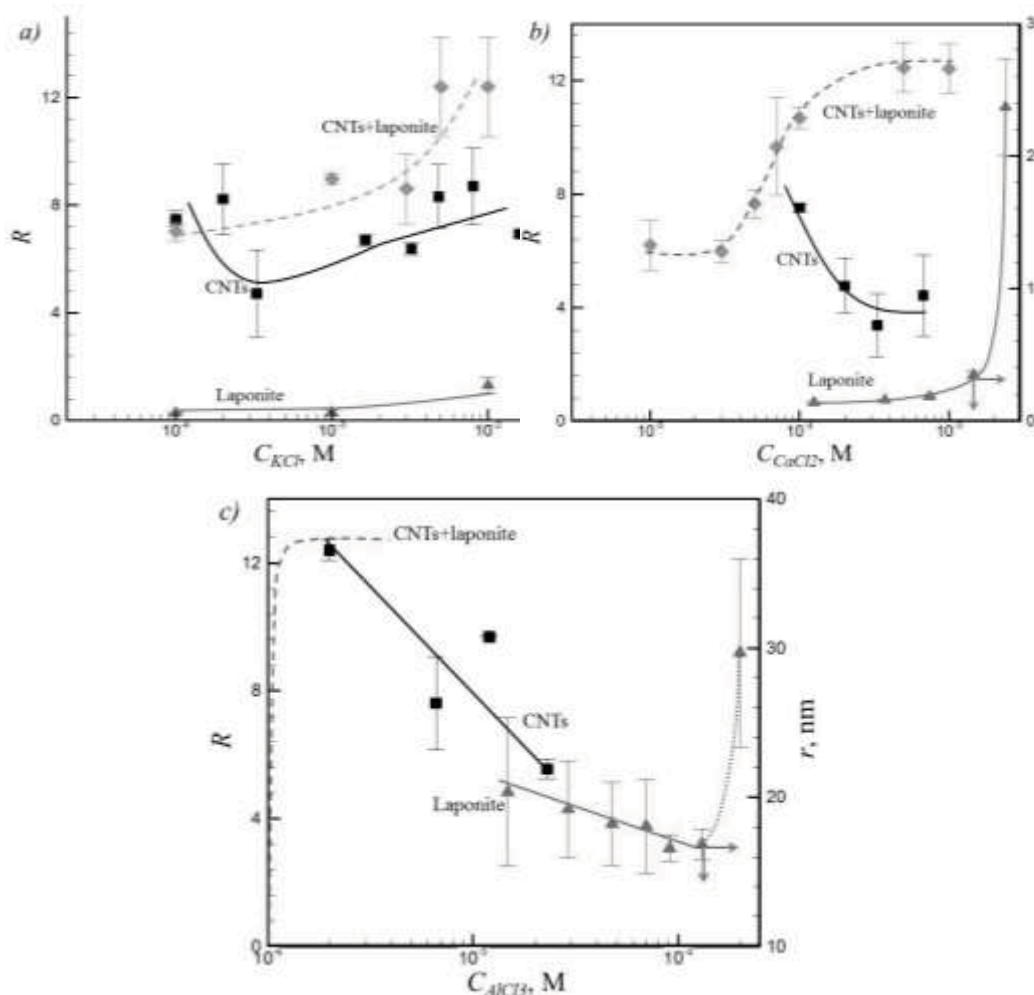 a)
12
8
4
0
R
CNTs+laponite
CNTs
Laponite
C_KCl, M
b)
12
8
4
0
R
CNTs+laponite
CNTs
Laponite
C_CaCl2, M
c)
12
8
4
0
R
CNTs+laponite
CNTs
Laponite
40
30
20
10
r, nm
C_AlCl3, M